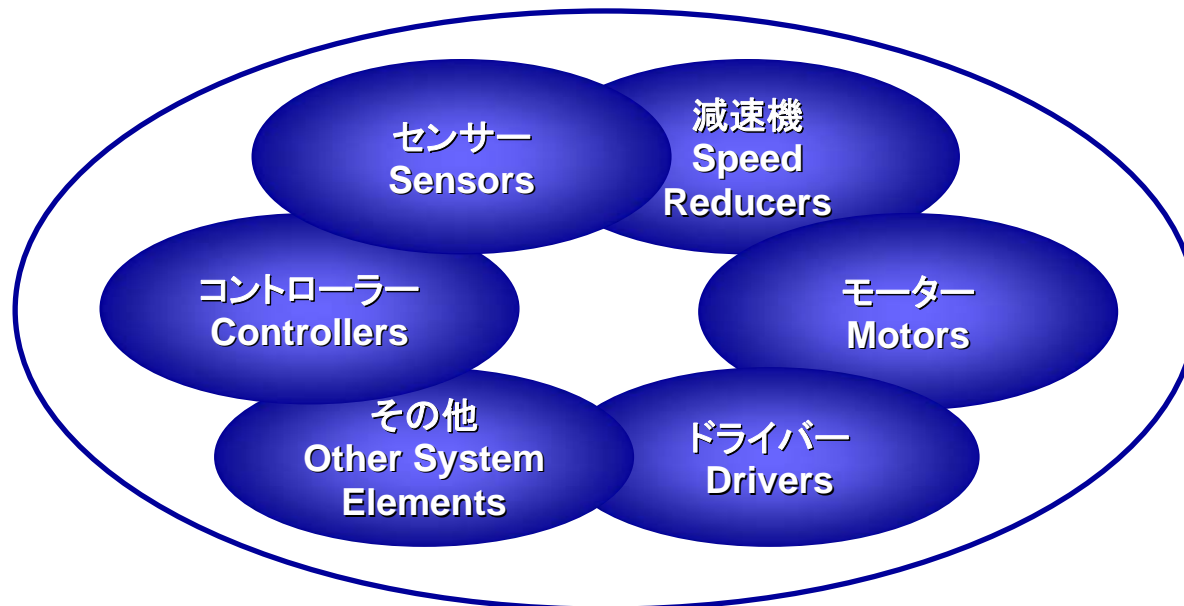 センサー
Sensors
減速機
Speed
Reducers
コントローラー
Controllers
モーター
Motors
その他
Other System
Elements
ドライバー
Drivers